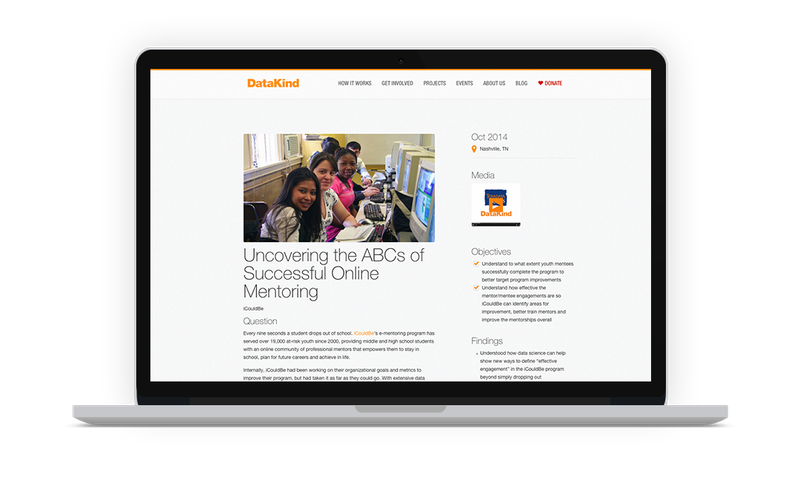 DataKind
HOW IT WORKS GET INVOLVED PROJECTS EVENTS ABOUT US BLOG DONATE
Uncovering the ABCs of
Successful Online
Mentoring
iCouldBe
Question
Every nine seconds a student drops out of school. iCouldBe's e-mentoring program has
served over 19,000 at-risk youth since 2000, providing middle and high school students
with an online community of professional mentors that empowers them to stay in
school, plan for future careers and achieve in life.
Internally, iCouldBe had been working on their organizational goals and metrics to
improve their program, but had taken it as far as they could go. With extensive data
Oct 2014
Nashville, TN
Media
DataKind
Objectives
Understand to what extent youth mentees
successfully complete the program to
better target program improvements
Understand how effective the
mentor/mentee engagements are so
iCouldBe can identify areas for
improvement, better train mentors and
improve the mentorships overall
Findings
Understood how data science can help
show new ways to define "effective
engagement" in the iCouldBe program
beyond simply dropping out